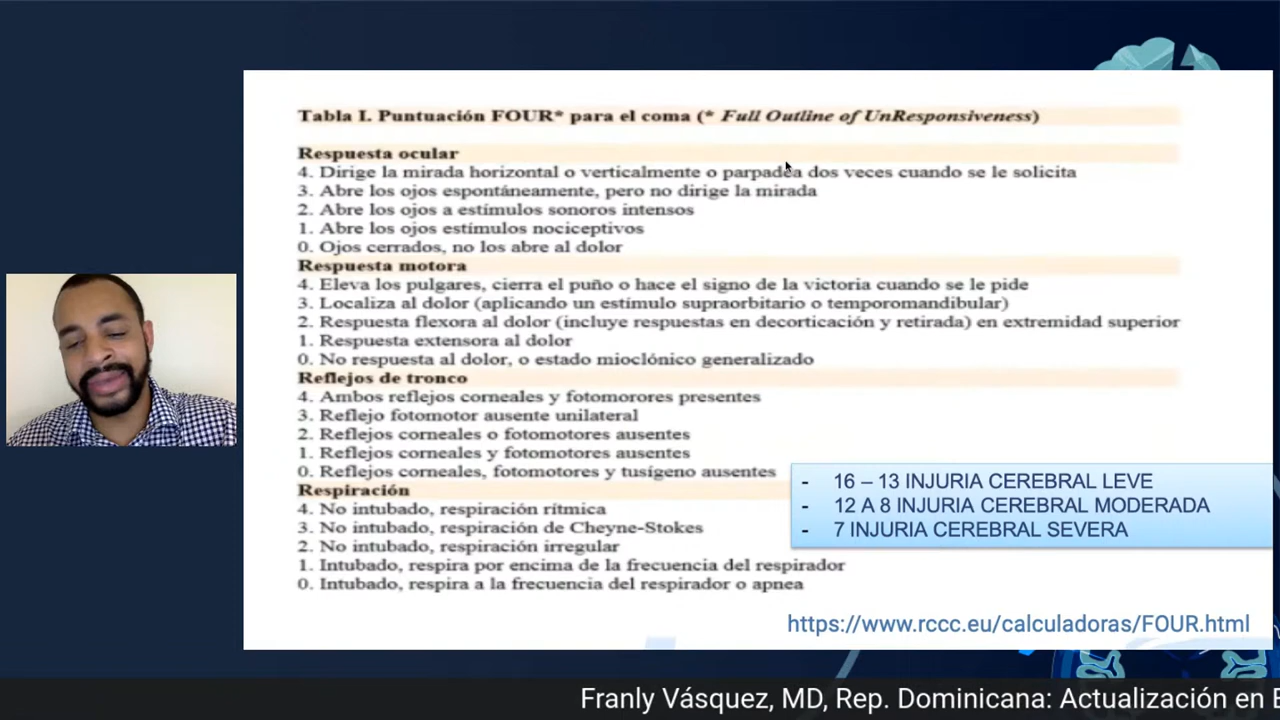 Tabla I. Puntuación FOUR* para el coma (* Full Outline of UnResponsiveness)
Respuesta ocular
4. Dirige la mirada horizontal o verticalmente o parpadea dos veces cuando se le solicita
3. Abre los ojos espontáneamente, pero no dirige la mirada
2. Abre los ojos a estímulos sonoros intensos
1. Abre los ojos estímulos nociceptivos
0. Ojos cerrados, no los abre al dolor
Respuesta motora
4. Eleva los pulgares, cierra el puño o hace el signo de la victoria cuando se le pide
3. Localiza al dolor (aplicando un estímulo supraorbitario o temporomandibular)
2. Respuesta flexora al dolor (incluye respuestas en decorticación y retirada) en extremidad superior
1. Respuesta extensora al dolor
0. No respuesta al dolor, o estado mioclónico generalizado
Reflejos de tronco
4. Ambos reflejos corneales y fotomorores presentes
3. Reflejo fotomotor ausente unilateral
2. Reflejos corneales o fotomotores ausentes
1. Reflejos corneales y fotomotores ausentes
0. Reflejos corneales, fotomotores y tusígeno ausentes
Respiración
4. No intubado, respiración rítmica
3. No intubado, respiración de Cheyne-Stokes
2. No intubado, respiración irregular
1. Intubado, respira por encima de la frecuencia del respirador
0. Intubado, respira a la frecuencia del respirador o apnea
- 16 – 13 INJURIA CEREBRAL LEVE
- 12 A 8 INJURIA CEREBRAL MODERADA
- 7 INJURIA CEREBRAL SEVERA
https://www.rccc.eu/calculadoras/FOUR.html
Franly Vásquez, MD, Rep. Dominicana: Actualización en E